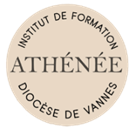 INSTITUT DE FORMATION
ATHÉNÉE
DIOCÈSE DE VANNES